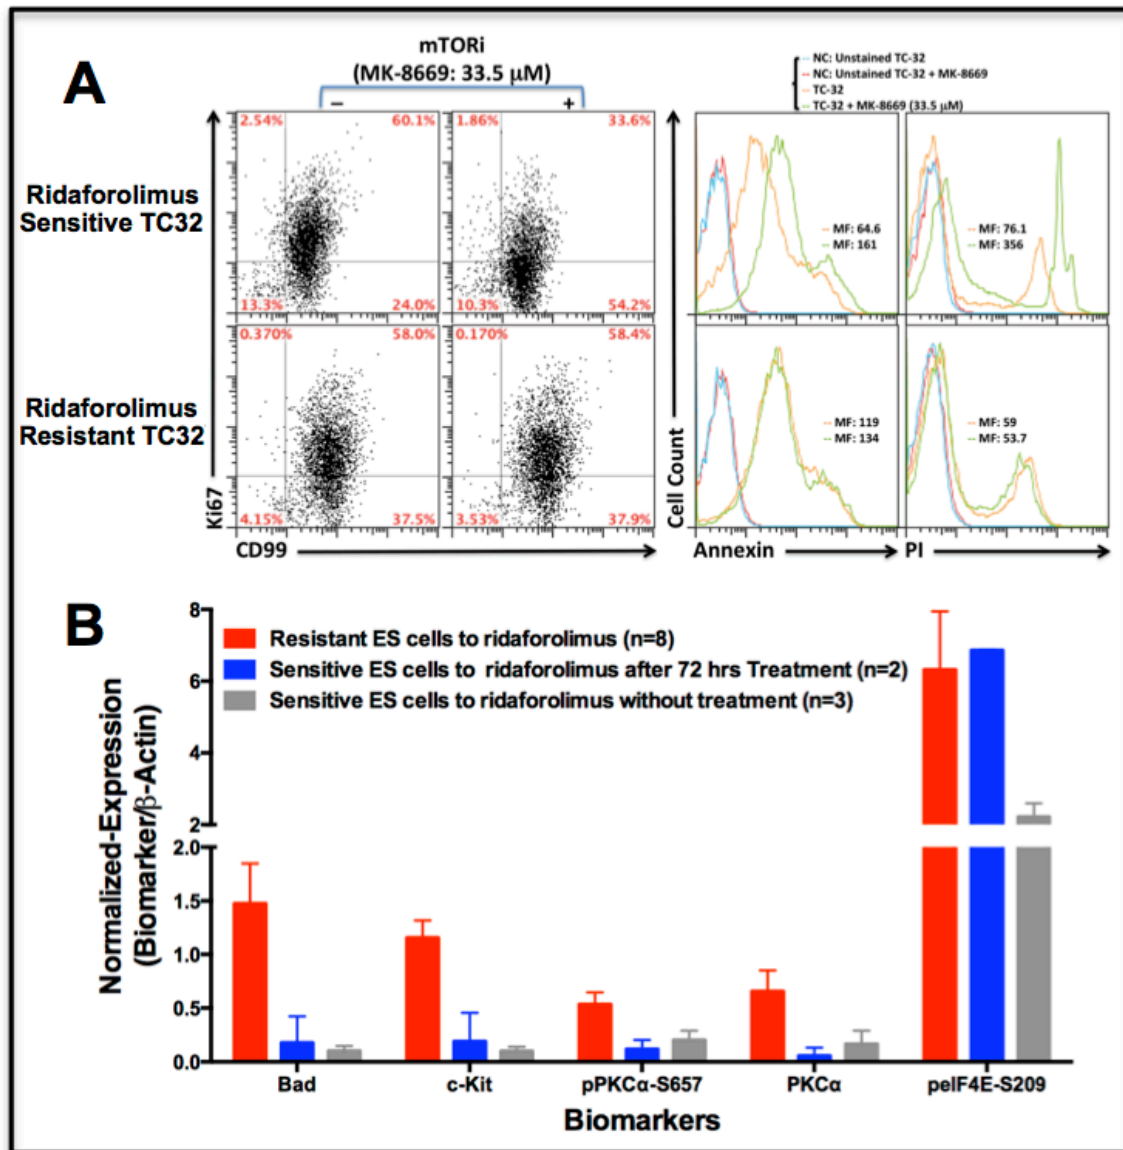 A
mTORi
(MK-8669: 33.5 µM)
– +
NC: Unstained TC-32
NC: Unstained TC-32 + MK-8669
TC-32
TC-32 + MK-8669 (33.5 µM)
Ridaforolimus
Sensitive TC32
2.54% 60.1%
13.3% 24.0%
1.86% 33.6%
10.3% 54.2%
MF: 64.6
MF: 161
MF: 76.1
MF: 356
Ridaforolimus
Resistant TC32
0.370% 58.0%
4.15% 37.5%
0.170% 58.4%
3.53% 37.9%
MF: 119
MF: 134
MF: 59
MF: 53.7
Ki67
CD99
Cell Count
Annexin
PI
B
Resistant ES cells to ridaforolimus (n=8)
Sensitive ES cells to ridaforolimus after 72 hrs Treatment (n=2)
Sensitive ES cells to ridaforolimus without treatment (n=3)
Normalized-Expression
(Biomarker/β-Actin)
8
6
4
2
2.0
1.5
1.0
0.5
0.0
Bad c-Kit pPKCα-S657 PKCα peIF4E-S209
Biomarkers